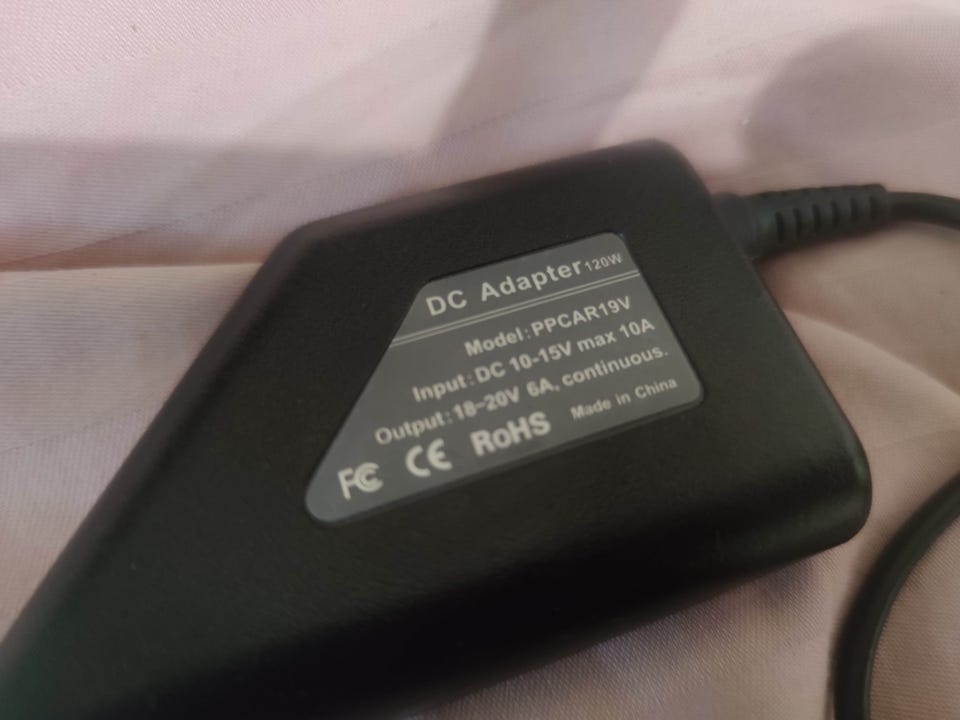 DC Adapter 120W
Model:PPCAR19V
Input:DC 10-15V max 10A
Output:18-20V 6A, continuous.
FC CE RoHS Made in China